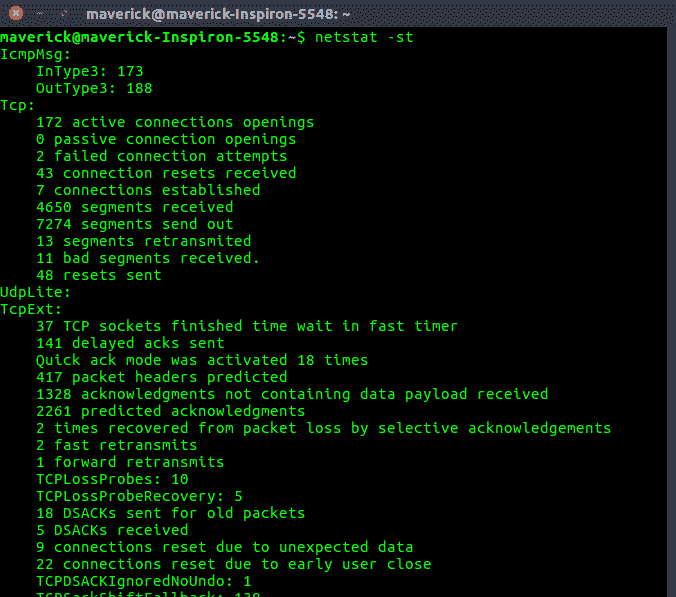 maverick@maverick-Inspiron-5548: ~
maverick@maverick-Inspiron-5548:~$ netstat -st
IcmpMsg:
InType3: 173
OutType3: 188
Tcp:
172 active connections openings
0 passive connection openings
2 failed connection attempts
43 connection resets received
7 connections established
4650 segments received
7274 segments send out
13 segments retransmited
11 bad segments received.
48 resets sent
UdpLite:
TcpExt:
37 TCP sockets finished time wait in fast timer
141 delayed acks sent
Quick ack mode was activated 18 times
417 packet headers predicted
1328 acknowledgments not containing data payload received
2261 predicted acknowledgments
2 times recovered from packet loss by selective acknowledgements
2 fast retransmits
1 forward retransmits
TCPLossProbes: 10
TCPLossProbeRecovery: 5
18 DSACKs sent for old packets
5 DSACKs received
9 connections reset due to unexpected data
22 connections reset due to early user close
TCPDSACKIgnoredNoUndo: 1
TCPSackShiftFallback: